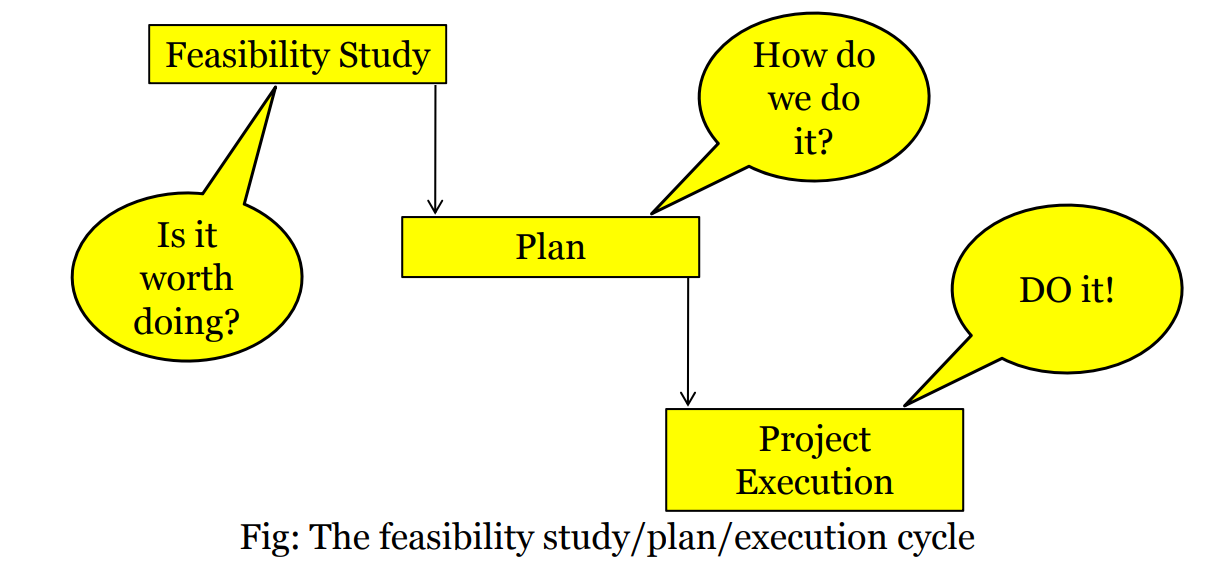 Feasibility Study
How do
we do
it?
Is it
worth
doing?
Plan
DO it!
Project
Execution
Fig: The feasibility study/plan/execution cycle